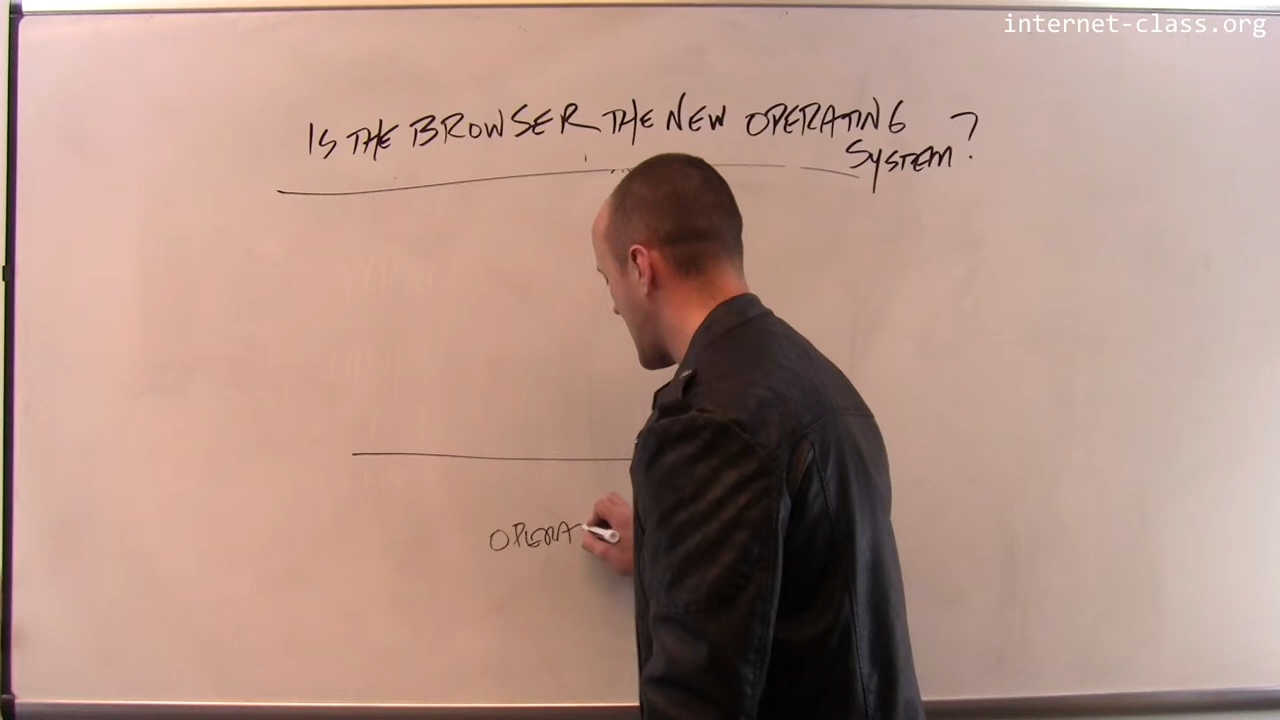 internet-class.org
IS THE BROWSER THE NEW OPERATING
SYSTEM?
OPERA